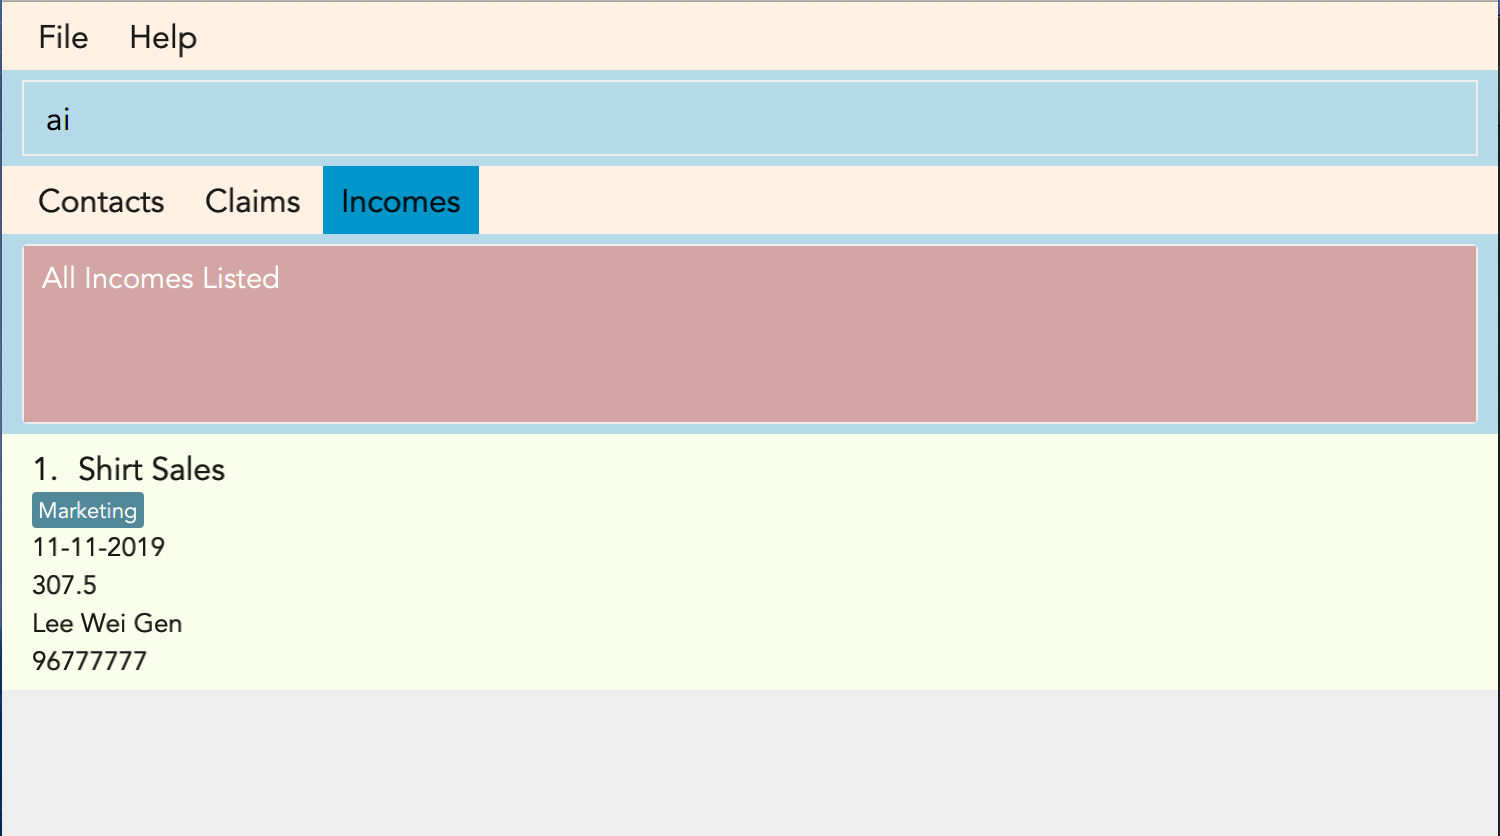 File Help
ai
Contacts Claims Incomes
All Incomes Listed
1. Shirt Sales
Marketing
11-11-2019
307.5
Lee Wei Gen
96777777